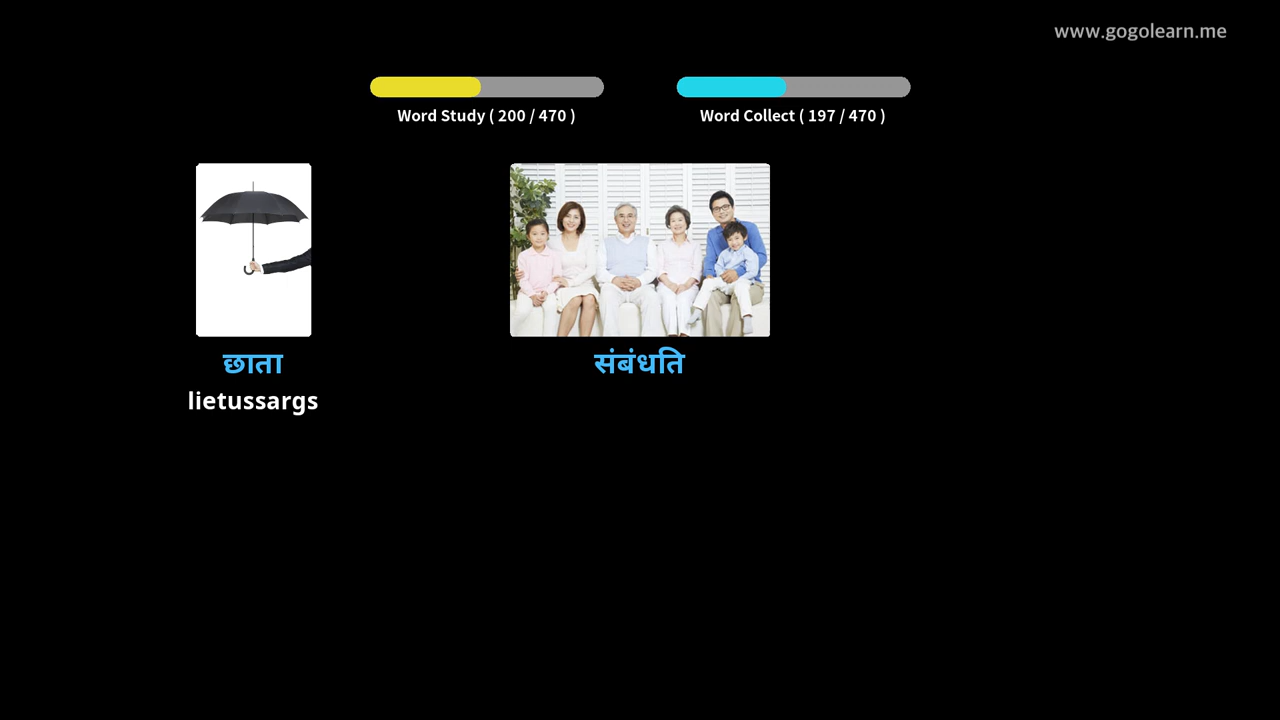 www.gogolearn.me
Word Study ( 200 / 470 )
Word Collect ( 197 / 470 )
छाता
संबंधति
lietussargs